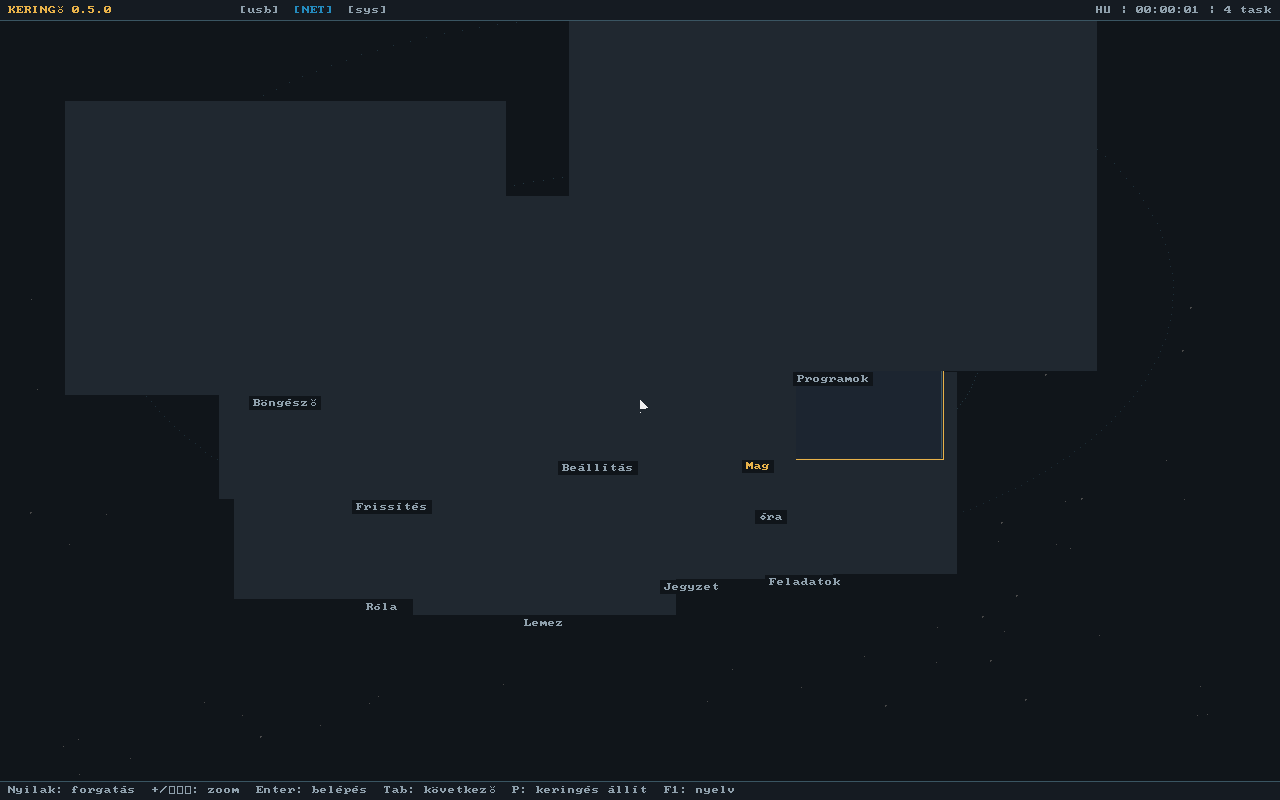 KERINGŐ 0.5.0 [usb] [NET] [sys] HU ¦ 00:00:01 ¦ 4 task
Programok
Böngésző
Mag
Beállítás
Frissítés
óra
Feladatok
Jegyzet
Róla
Lemez
Nyilak: forgatás +/▯▯▯: zoom Enter: belépés Tab: következő P: keringés állít F1: nyelv